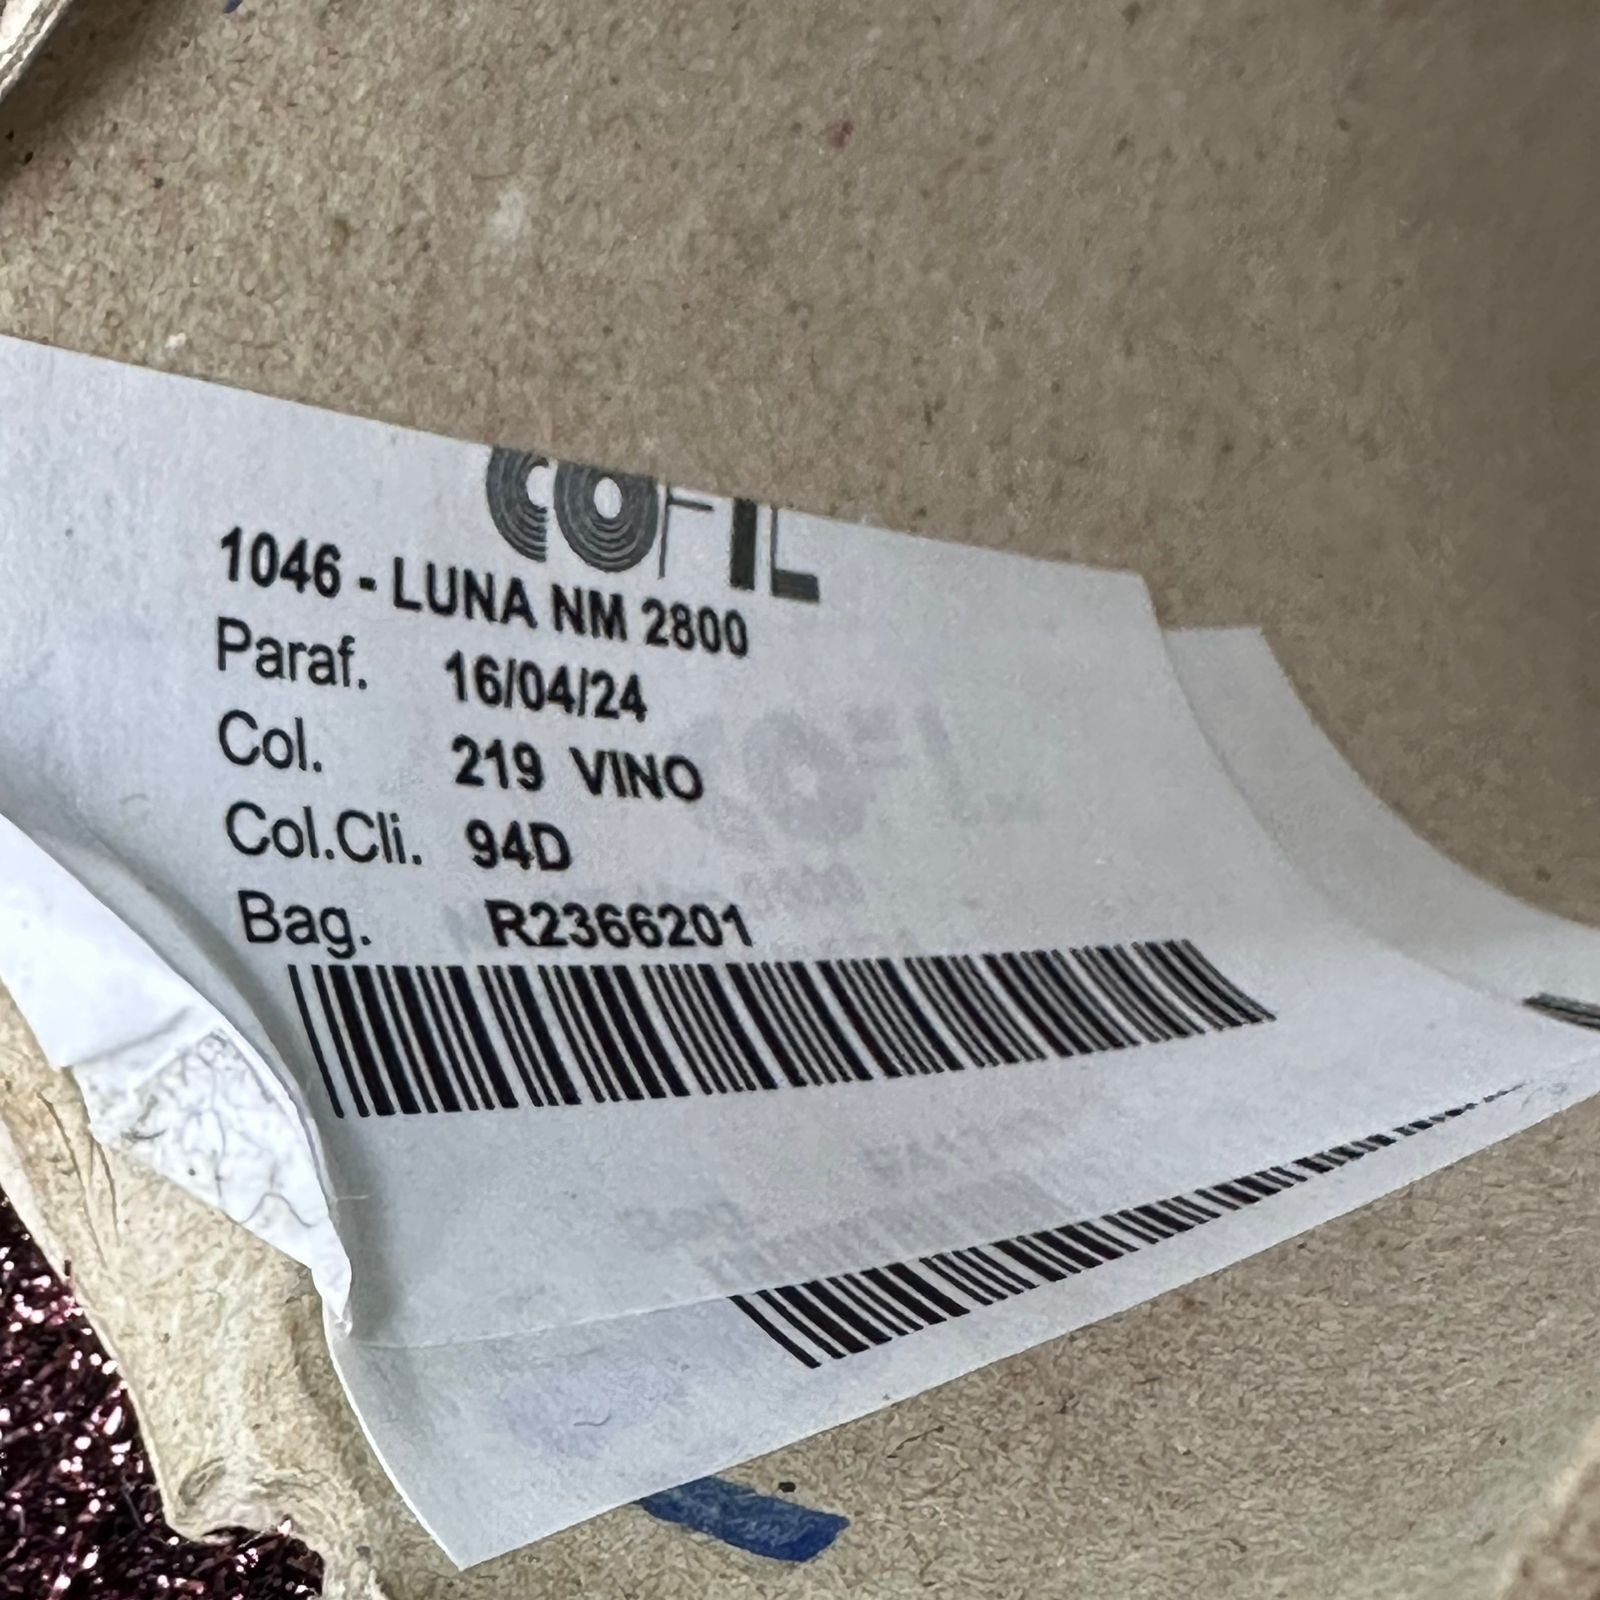 COFIL
1046 - LUNA NM 2800
Paraf. 16/04/24
Col. 219 VINO
Col.Cli. 94D
Bag. R2366201